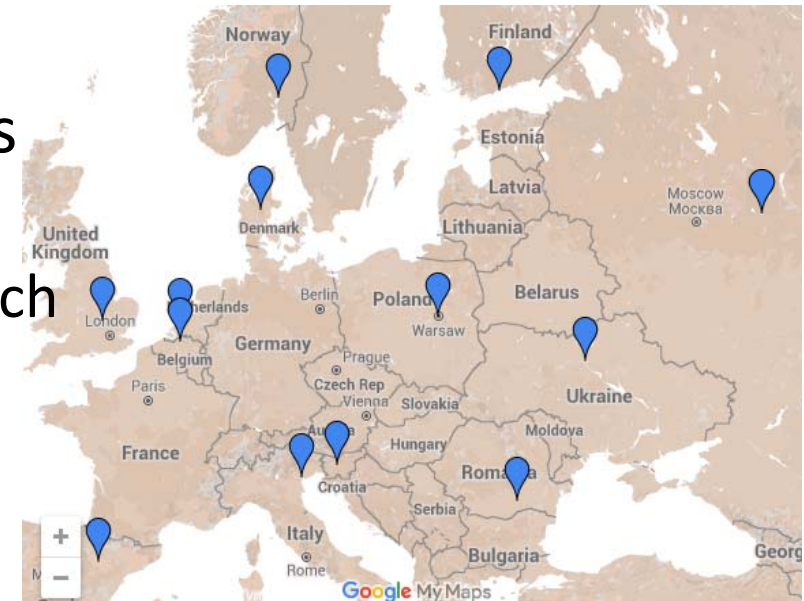 Norway
Finland
s
Estonia
Latvia
Moscow
Москва
Denmark
Lithuania
United
Kingdom
ch
Berlin
Poland
Belarus
London
Warsaw
Germany
Belgium
Prague
Paris
Czech Rep
Ukraine
Vienna
Slovakia
Moldova
Hungary
France
Croatia
Serbia
+
Italy
Bulgaria
Georg
Rome
M
−
Google My Maps